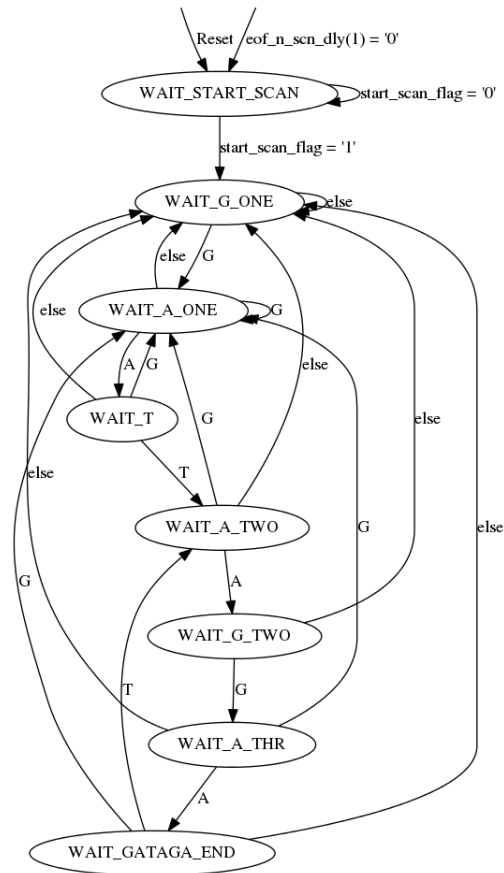 Reset eof_n_scn_dly(1) = '0'
WAIT_START_SCAN
start_scan_flag = '0'
start_scan_flag = '1'
WAIT_G_ONE
else
else G
WAIT_A_ONE
G
else
A G
WAIT_T
else
G
T
else
else
G
else
WAIT_A_TWO
G
A
T
WAIT_G_TWO
G
WAIT_A_THR
A
WAIT_GATAGA_END